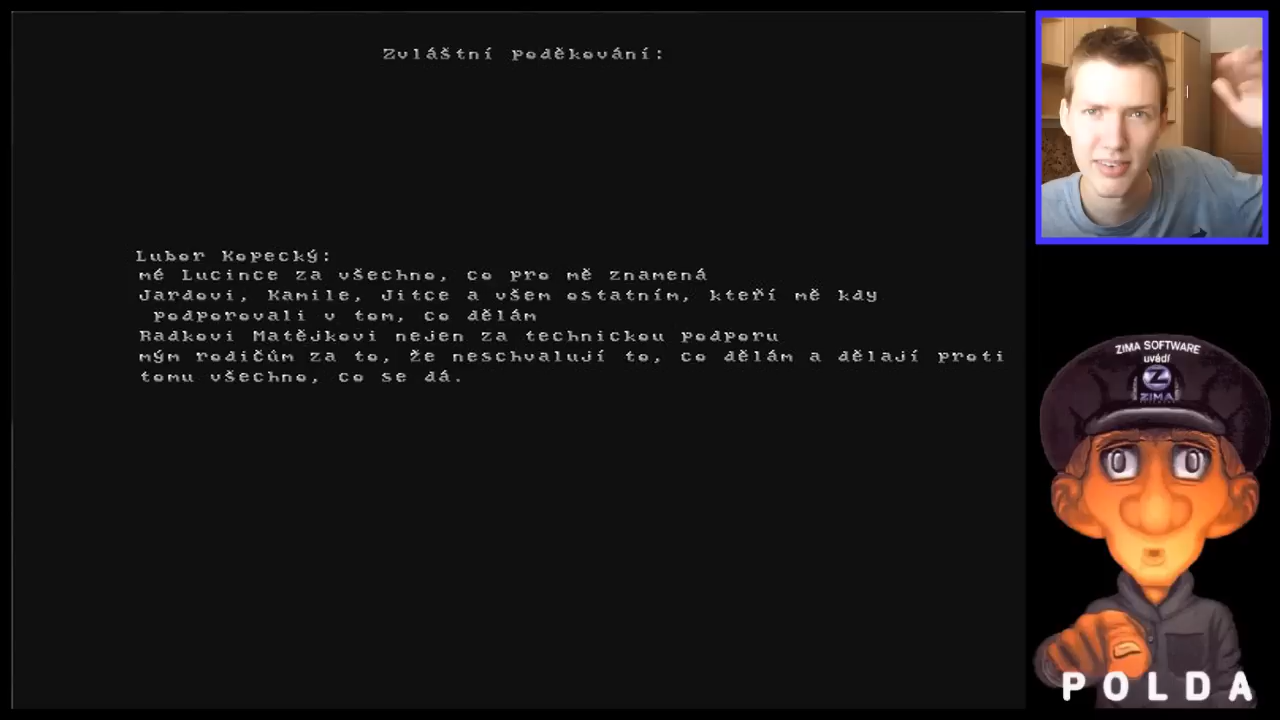 Zvláštní poděkování:
Lubor Kopecký:
mé Lucince za všechno, co pro mě znamená
Jardovi, Kamile, Jitce a všem ostatním, kteří mě kdy
podporovali v tom, co dělám
Radkovi Matějkovi nejen za technickou podporu
mým rodičům za to, že neschvalují to, co dělám a dělají proti
tomu všechno, co se dá.
ZIMA SOFTWARE
uvádí
Z
ZIMA
POLDA